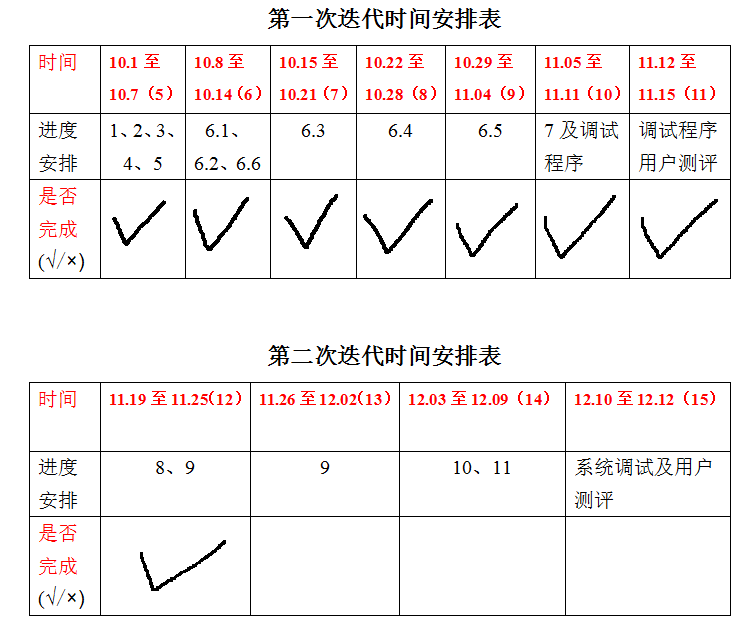 第一次迭代时间安排表
时间 10.1 至 10.8 至 10.15 至 10.22 至 10.29 至 11.05 至 11.12 至
10.7（5） 10.14（6） 10.21（7） 10.28（8） 11.04（9） 11.11（10） 11.15（11）
进度 1、2、3、 6.1、 6.3 6.4 6.5 7 及调试 调试程序
安排 4、5 6.2、6.6 程序 用户测评
是否
完成
(√/×)
第二次迭代时间安排表
时间 11.19 至 11.25（12） 11.26 至 12.02（13） 12.03 至 12.09（14） 12.10 至 12.12（15）
进度 8、9 9 10、11 系统调试及用户
安排 测评
是否
完成
(√/×)